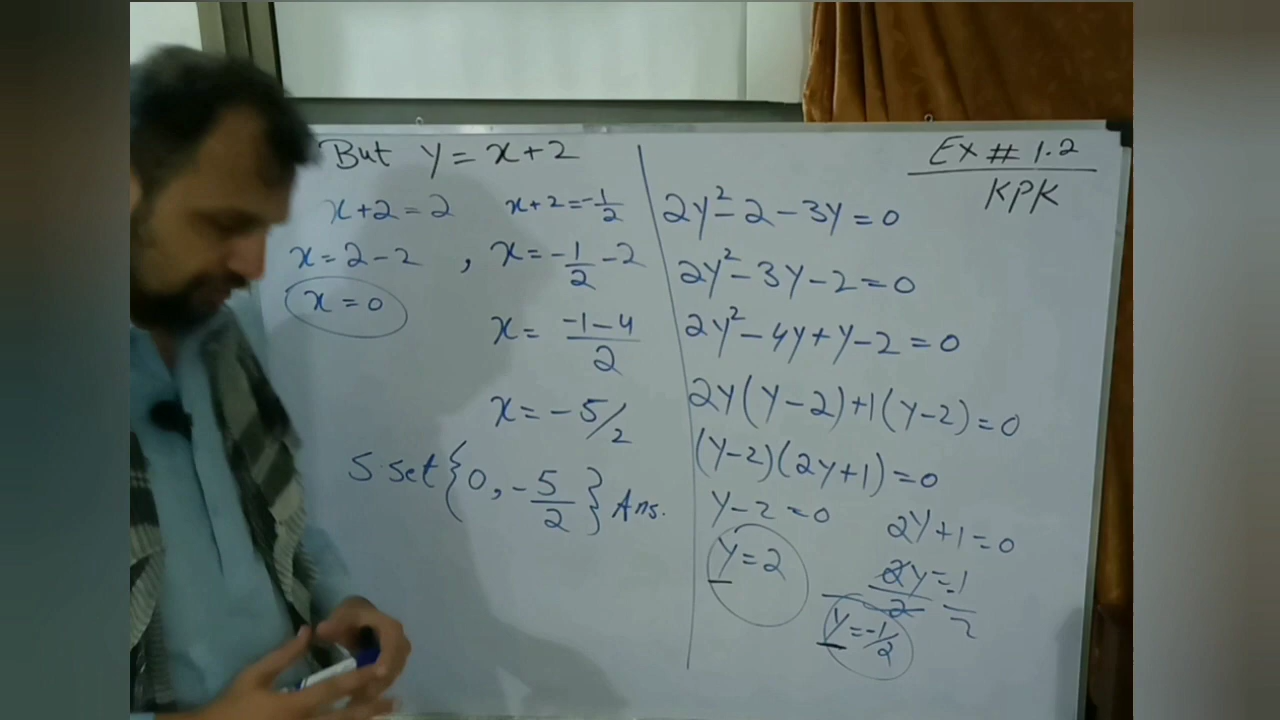 But y = x+2
x+2=2 x+2=-1/2
x=2-2 , x=-1/2-2
x=0
x= -1-4/2
x=-5/2
S.Set{0,-5/2} Ans.
Ex # 1.2
KPK
2y²-2-3y=0
2y²-3y-2=0
2y²-4y+y-2=0
2y(y-2)+1(y-2)=0
(y-2)(2y+1)=0
y-2=0 2y+1=0
y=2 2y/2=-1/2
y=-1/2